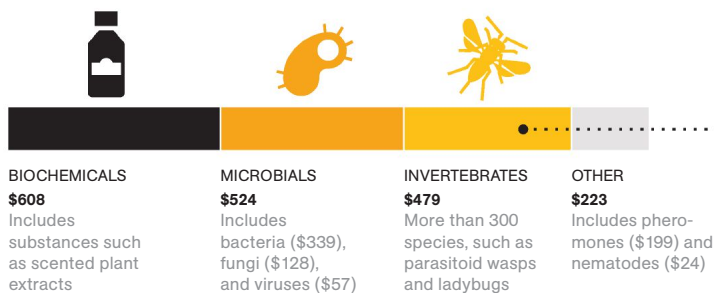 BIOCHEMICALS
$608
Includes
substances such
as scented plant
extracts
MICROBIALS
$524
Includes
bacteria ($339),
fungi ($128),
and viruses ($57)
INVERTEBRATES
$479
More than 300
species, such as
parasitoid wasps
and ladybugs
OTHER
$223
Includes phero-
mones ($199) and
nematodes ($24)